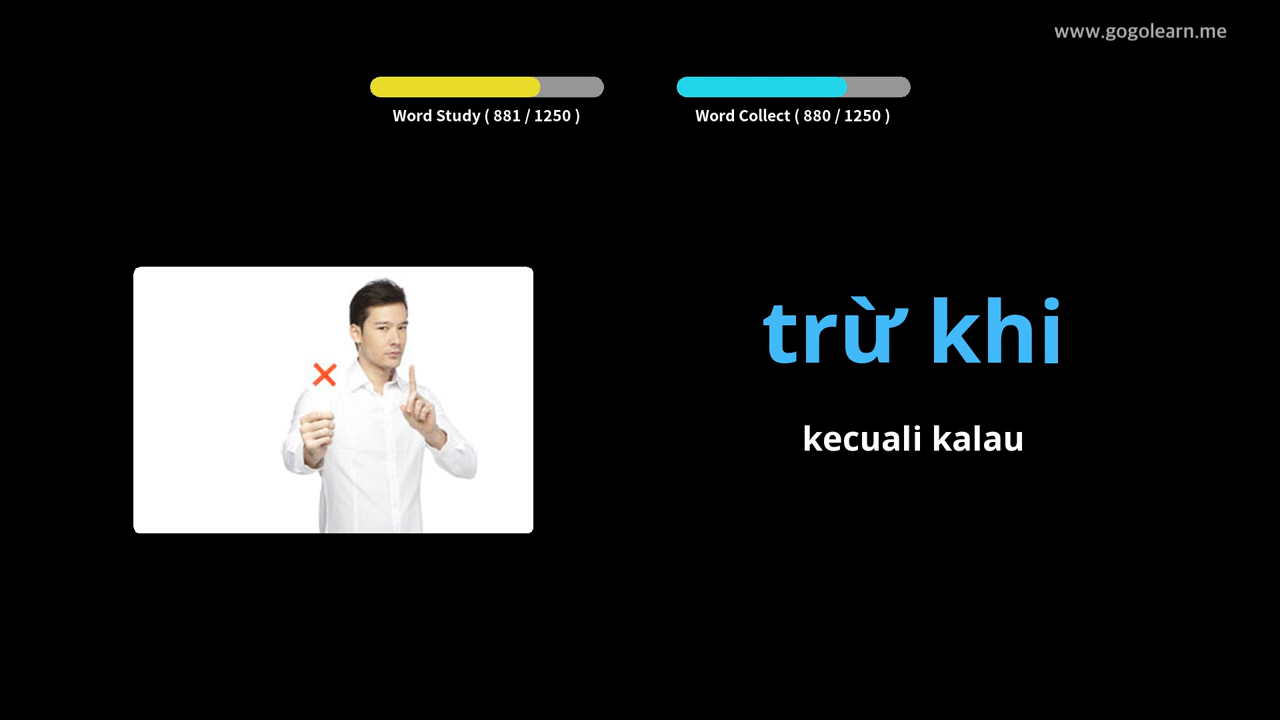 www.gogolearn.me
Word Study ( 881 / 1250 )
Word Collect ( 880 / 1250 )
trừ khi
kecuali kalau